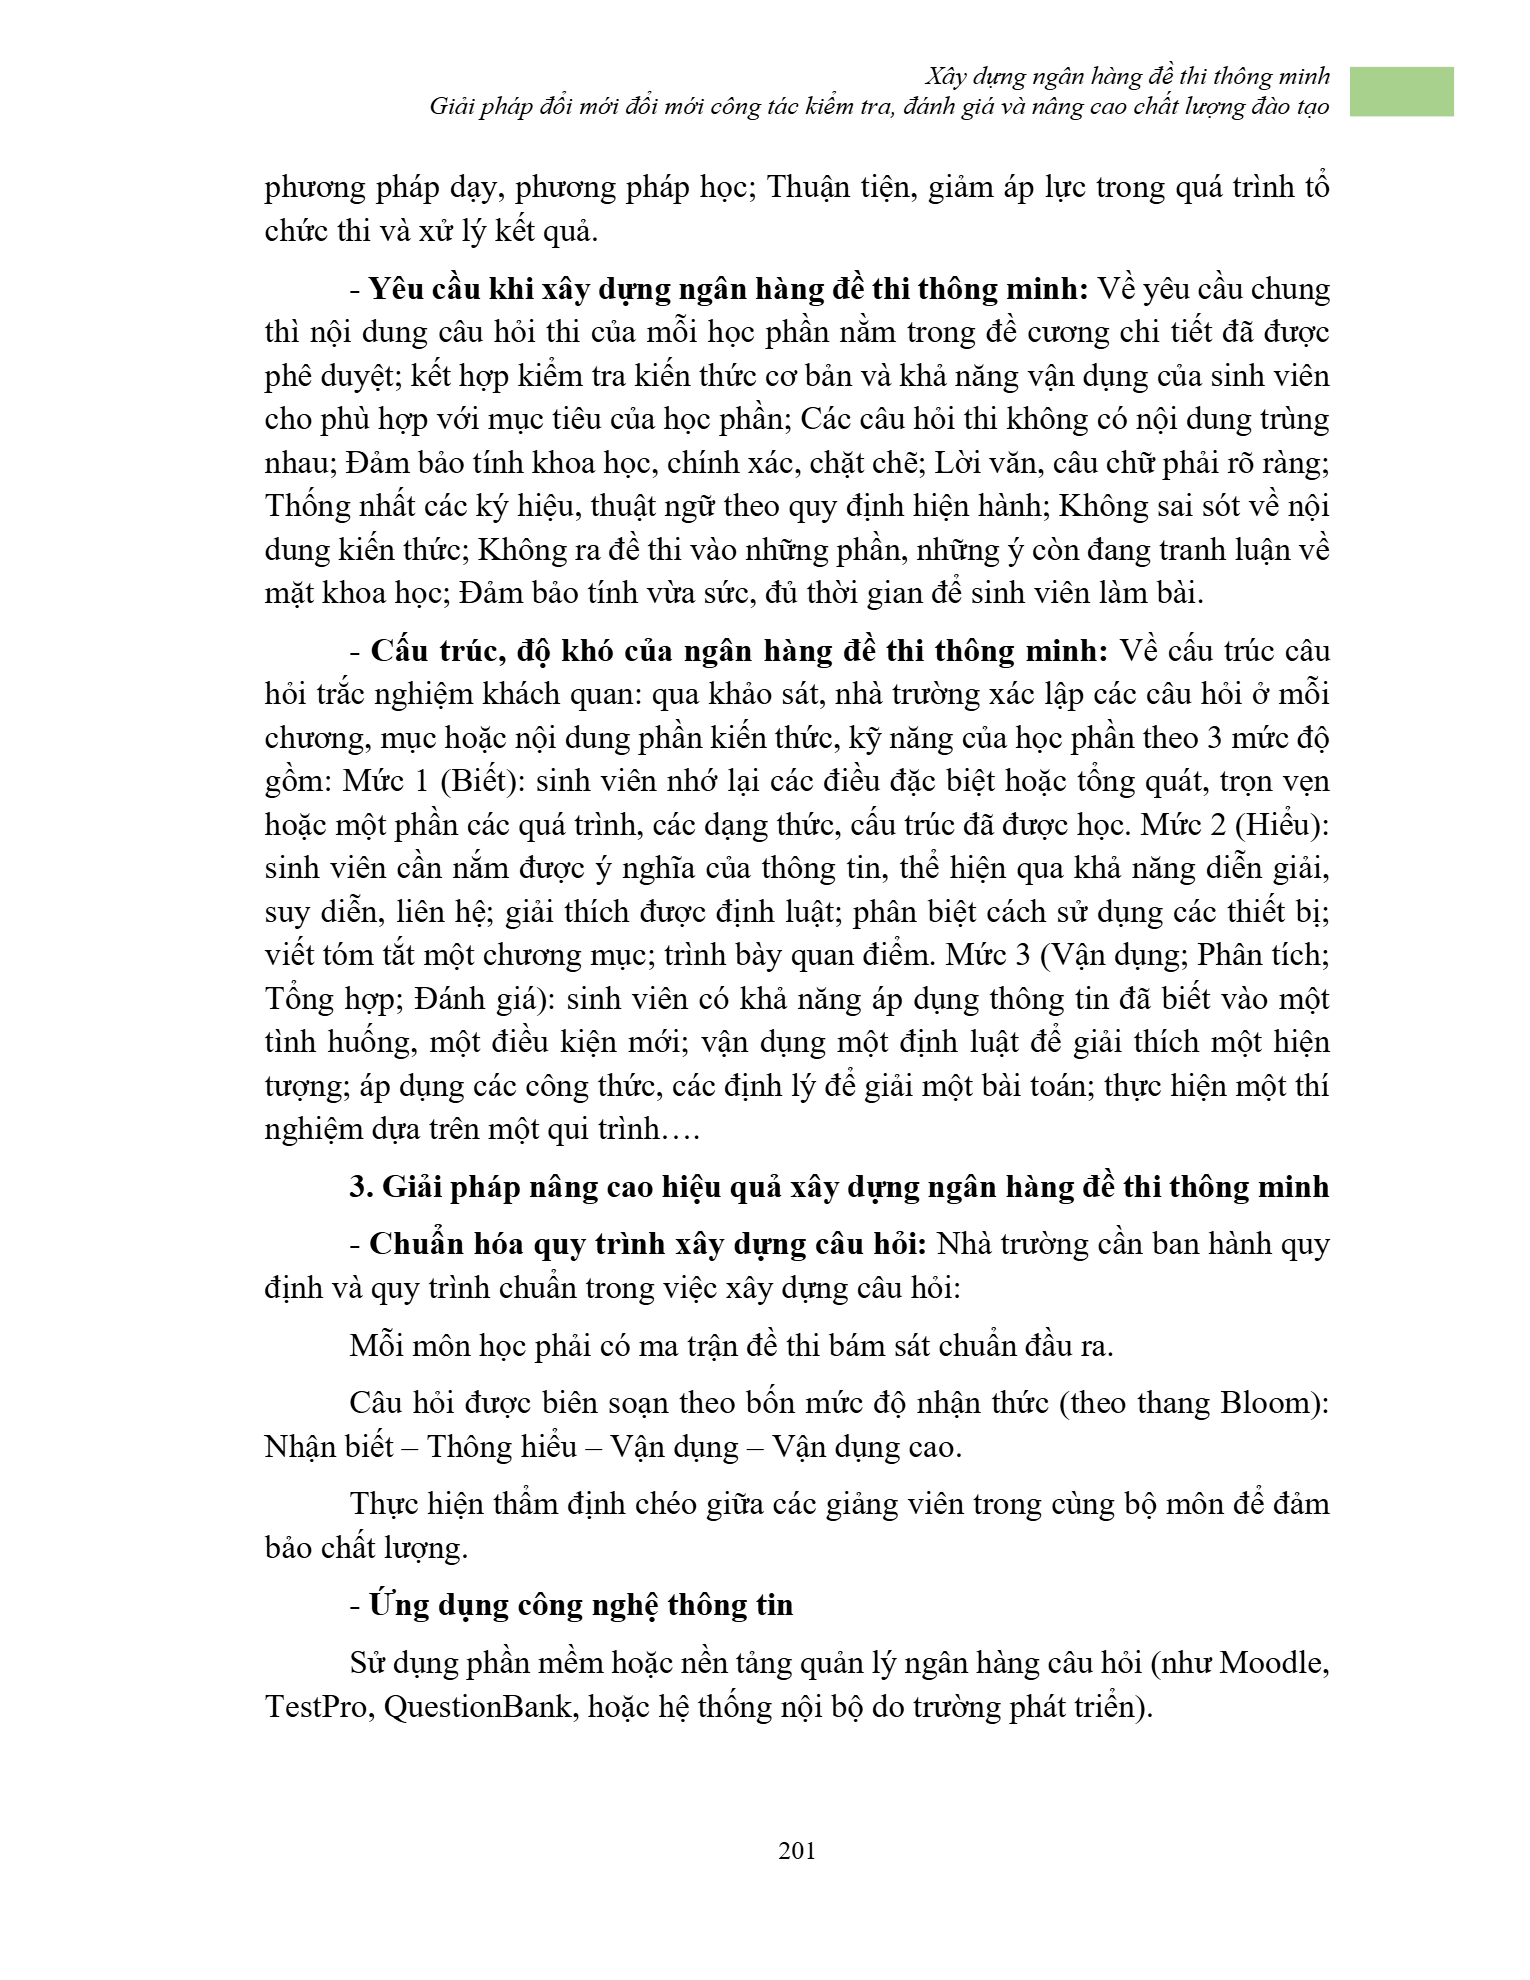 Xây dựng ngân hàng đề thi thông minh
Giải pháp đổi mới đổi mới công tác kiểm tra, đánh giá và nâng cao chất lượng đào tạo
phương pháp dạy, phương pháp học; Thuận tiện, giảm áp lực trong quá trình tổ
chức thi và xử lý kết quả.
- Yêu cầu khi xây dựng ngân hàng đề thi thông minh: Về yêu cầu chung
thì nội dung câu hỏi thi của mỗi học phần nằm trong đề cương chi tiết đã được
phê duyệt; kết hợp kiểm tra kiến thức cơ bản và khả năng vận dụng của sinh viên
cho phù hợp với mục tiêu của học phần; Các câu hỏi thi không có nội dung trùng
nhau; Đảm bảo tính khoa học, chính xác, chặt chẽ; Lời văn, câu chữ phải rõ ràng;
Thống nhất các ký hiệu, thuật ngữ theo quy định hiện hành; Không sai sót về nội
dung kiến thức; Không ra đề thi vào những phần, những ý còn đang tranh luận về
mặt khoa học; Đảm bảo tính vừa sức, đủ thời gian để sinh viên làm bài.
- Cấu trúc, độ khó của ngân hàng đề thi thông minh: Về cấu trúc câu
hỏi trắc nghiệm khách quan: qua khảo sát, nhà trường xác lập các câu hỏi ở mỗi
chương, mục hoặc nội dung phần kiến thức, kỹ năng của học phần theo 3 mức độ
gồm: Mức 1 (Biết): sinh viên nhớ lại các điều đặc biệt hoặc tổng quát, trọn vẹn
hoặc một phần các quá trình, các dạng thức, cấu trúc đã được học. Mức 2 (Hiểu):
sinh viên cần nắm được ý nghĩa của thông tin, thể hiện qua khả năng diễn giải,
suy diễn, liên hệ; giải thích được định luật; phân biệt cách sử dụng các thiết bị;
viết tóm tắt một chương mục; trình bày quan điểm. Mức 3 (Vận dụng; Phân tích;
Tổng hợp; Đánh giá): sinh viên có khả năng áp dụng thông tin đã biết vào một
tình huống, một điều kiện mới; vận dụng một định luật để giải thích một hiện
tượng; áp dụng các công thức, các định lý để giải một bài toán; thực hiện một thí
nghiệm dựa trên một qui trình….
3. Giải pháp nâng cao hiệu quả xây dựng ngân hàng đề thi thông minh
- Chuẩn hóa quy trình xây dựng câu hỏi: Nhà trường cần ban hành quy
định và quy trình chuẩn trong việc xây dựng câu hỏi:
Mỗi môn học phải có ma trận đề thi bám sát chuẩn đầu ra.
Câu hỏi được biên soạn theo bốn mức độ nhận thức (theo thang Bloom):
Nhận biết – Thông hiểu – Vận dụng – Vận dụng cao.
Thực hiện thẩm định chéo giữa các giảng viên trong cùng bộ môn để đảm
bảo chất lượng.
- Ứng dụng công nghệ thông tin
Sử dụng phần mềm hoặc nền tảng quản lý ngân hàng câu hỏi (như Moodle,
TestPro, QuestionBank, hoặc hệ thống nội bộ do trường phát triển).
201